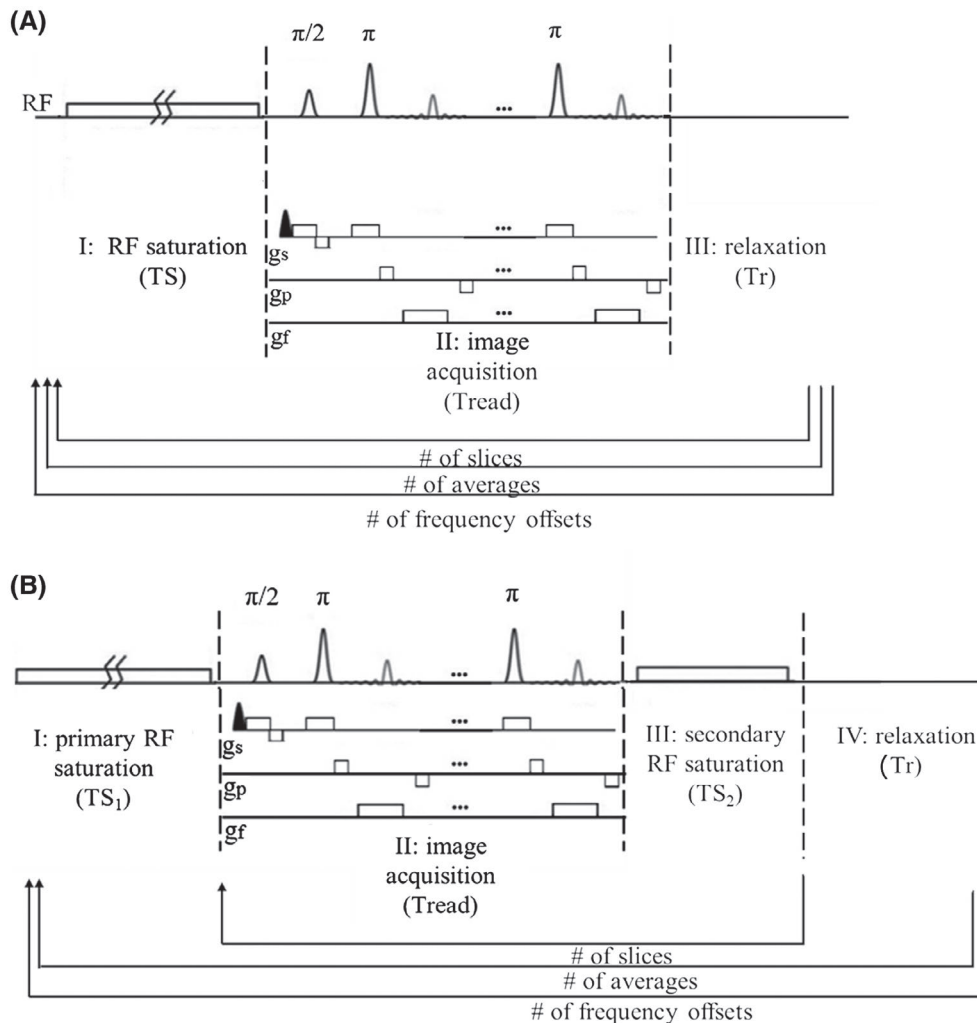 (A)
π/2 π π
RF
...
I: RF saturation
(TS)
gs
...
gp
...
gf
...
II: image
acquisition
(Tread)
III: relaxation
(Tr)
# of slices
# of averages
# of frequency offsets
(B)
π/2 π π
...
I: primary RF
saturation
(TS₁)
gs
...
gp
...
gf
...
II: image
acquisition
(Tread)
III: secondary
RF saturation
(TS₂)
IV: relaxation
(Tr)
# of slices
# of averages
# of frequency offsets